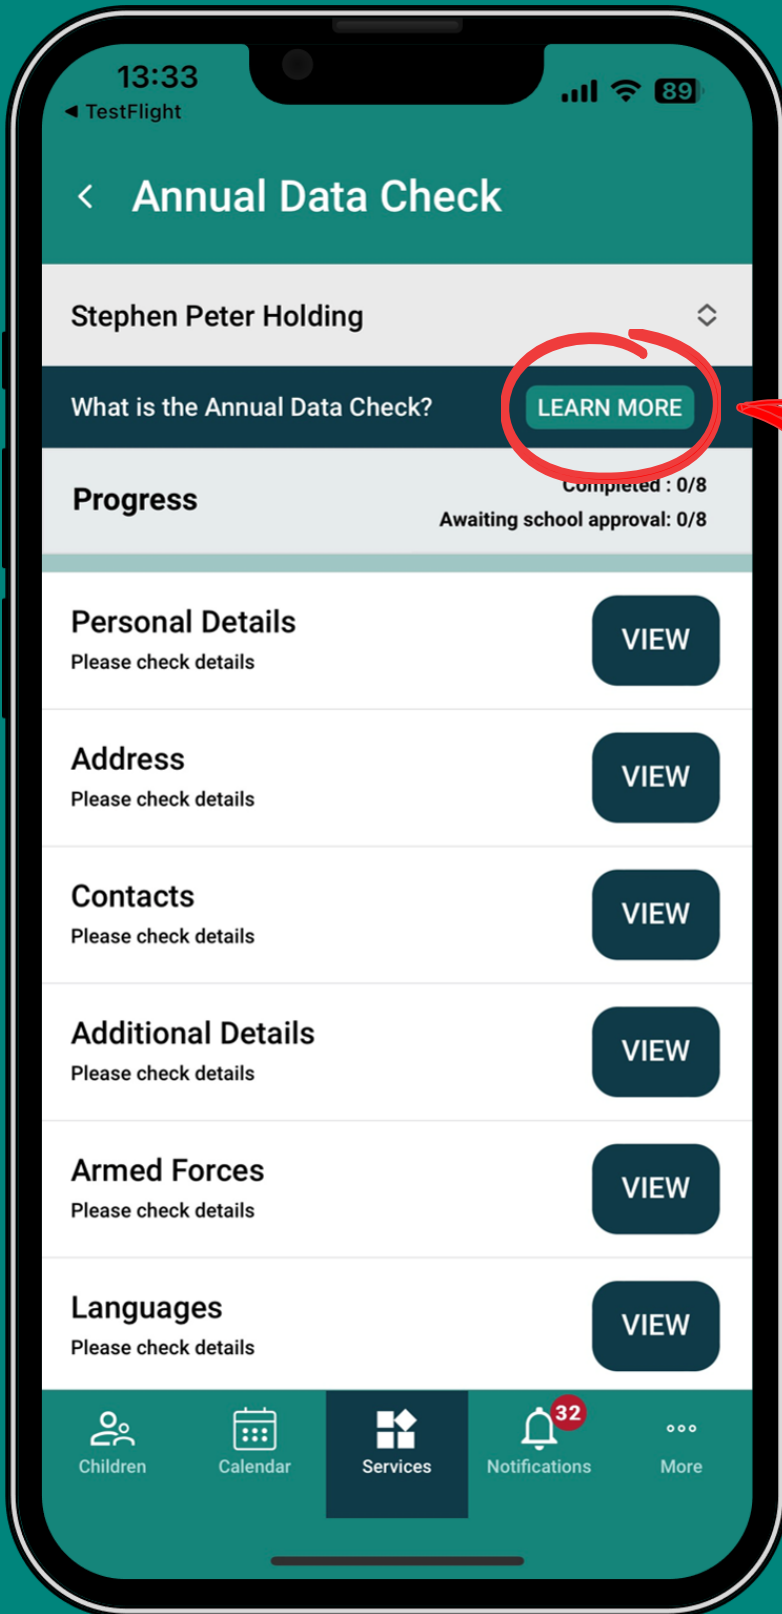 13:33
89
TestFlight
Annual Data Check
Stephen Peter Holding
What is the Annual Data Check?
LEARN MORE
Progress
Completed : 0/8
Awaiting school approval: 0/8
Personal Details
Please check details
VIEW
Address
Please check details
VIEW
Contacts
Please check details
VIEW
Additional Details
Please check details
VIEW
Armed Forces
Please check details
VIEW
Languages
Please check details
VIEW
32
Children
Calendar
Services
Notifications
More